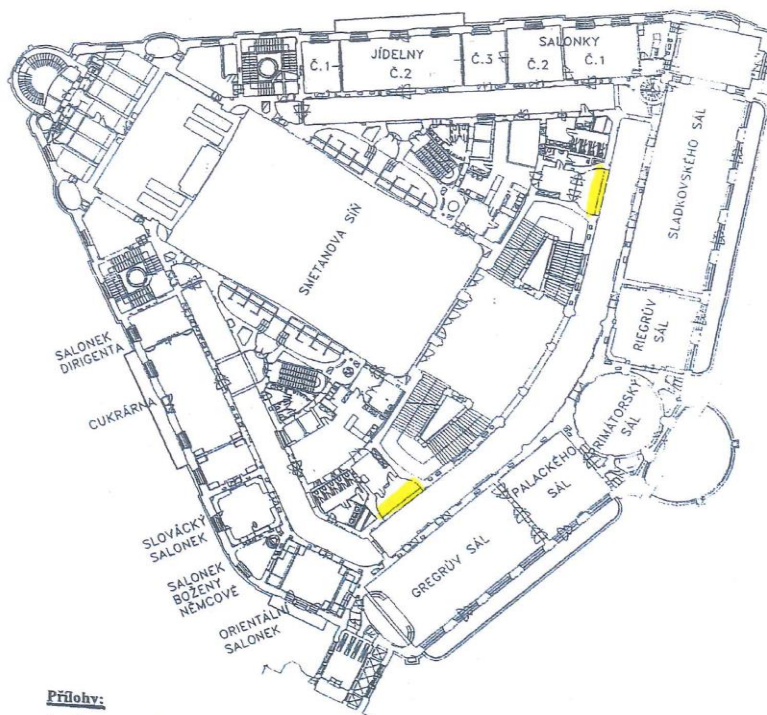 JÍDELNY
SALONKY
Č.1
Č.2
Č.3
Č.2
Č.1
SLADKOVSKÉHO SÁL
SMETANOVA SÍŇ
RIEGRŮV
SÁL
SALONEK
DIRIGENTA
CUKRÁRNA
PRIMÁTORSKÝ
SÁL
PALACKÉHO
SÁL
GREGRŮV SÁL
SLOVÁCKÝ
SALONEK
SALONEK
BOŽENY
NĚMCOVÉ
ORIENTÁLNÍ
SALONEK
Přílohy: